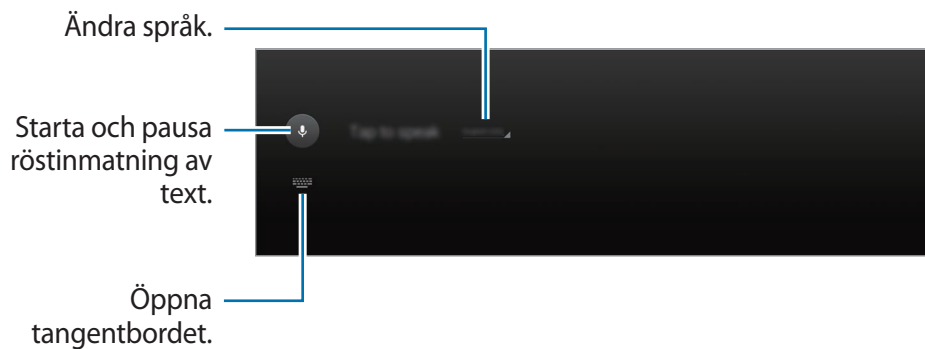 Ändra språk.
Starta och pausa
röstinmatning av
text.
Tap to speak
Öppna
tangentbordet.